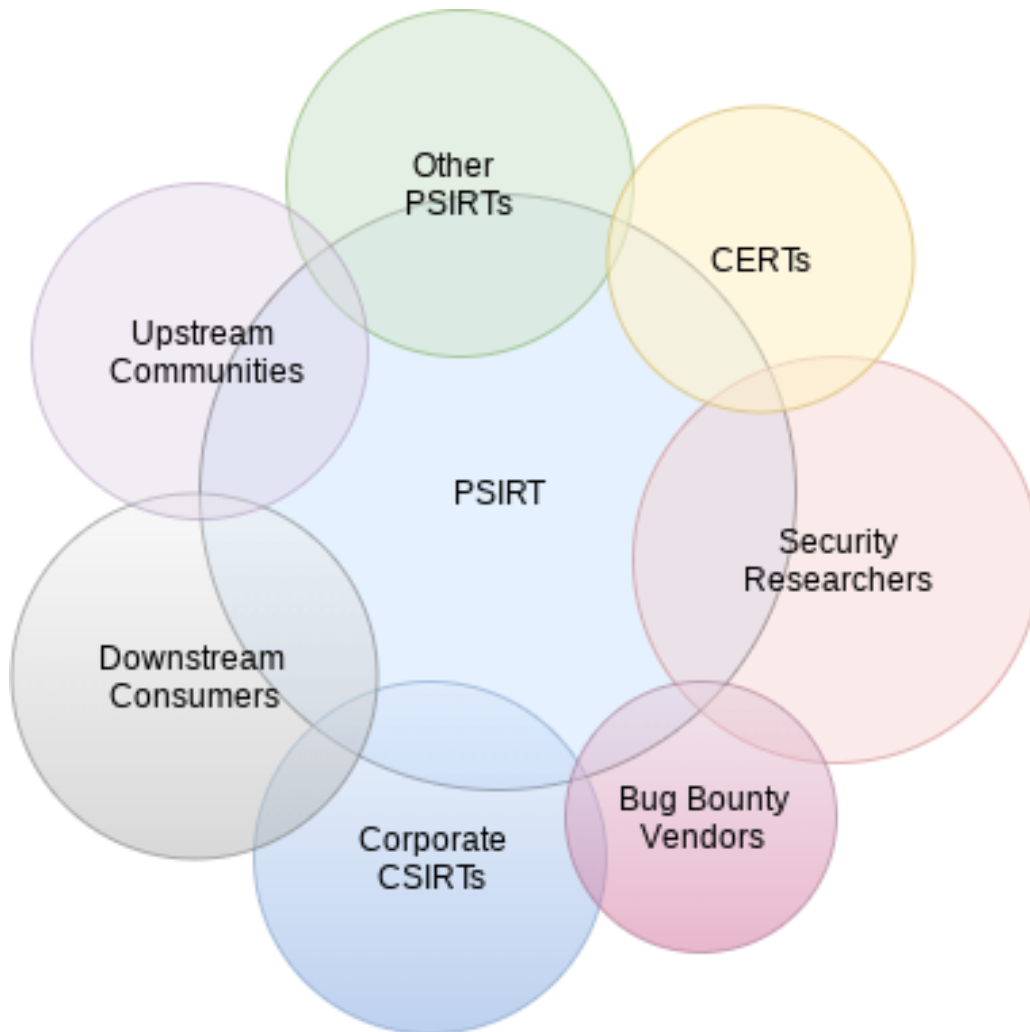 Other
PSIRTs
CERTs
Upstream
Communities
PSIRT
Security
Researchers
Downstream
Consumers
Bug Bounty
Vendors
Corporate
CSIRTs